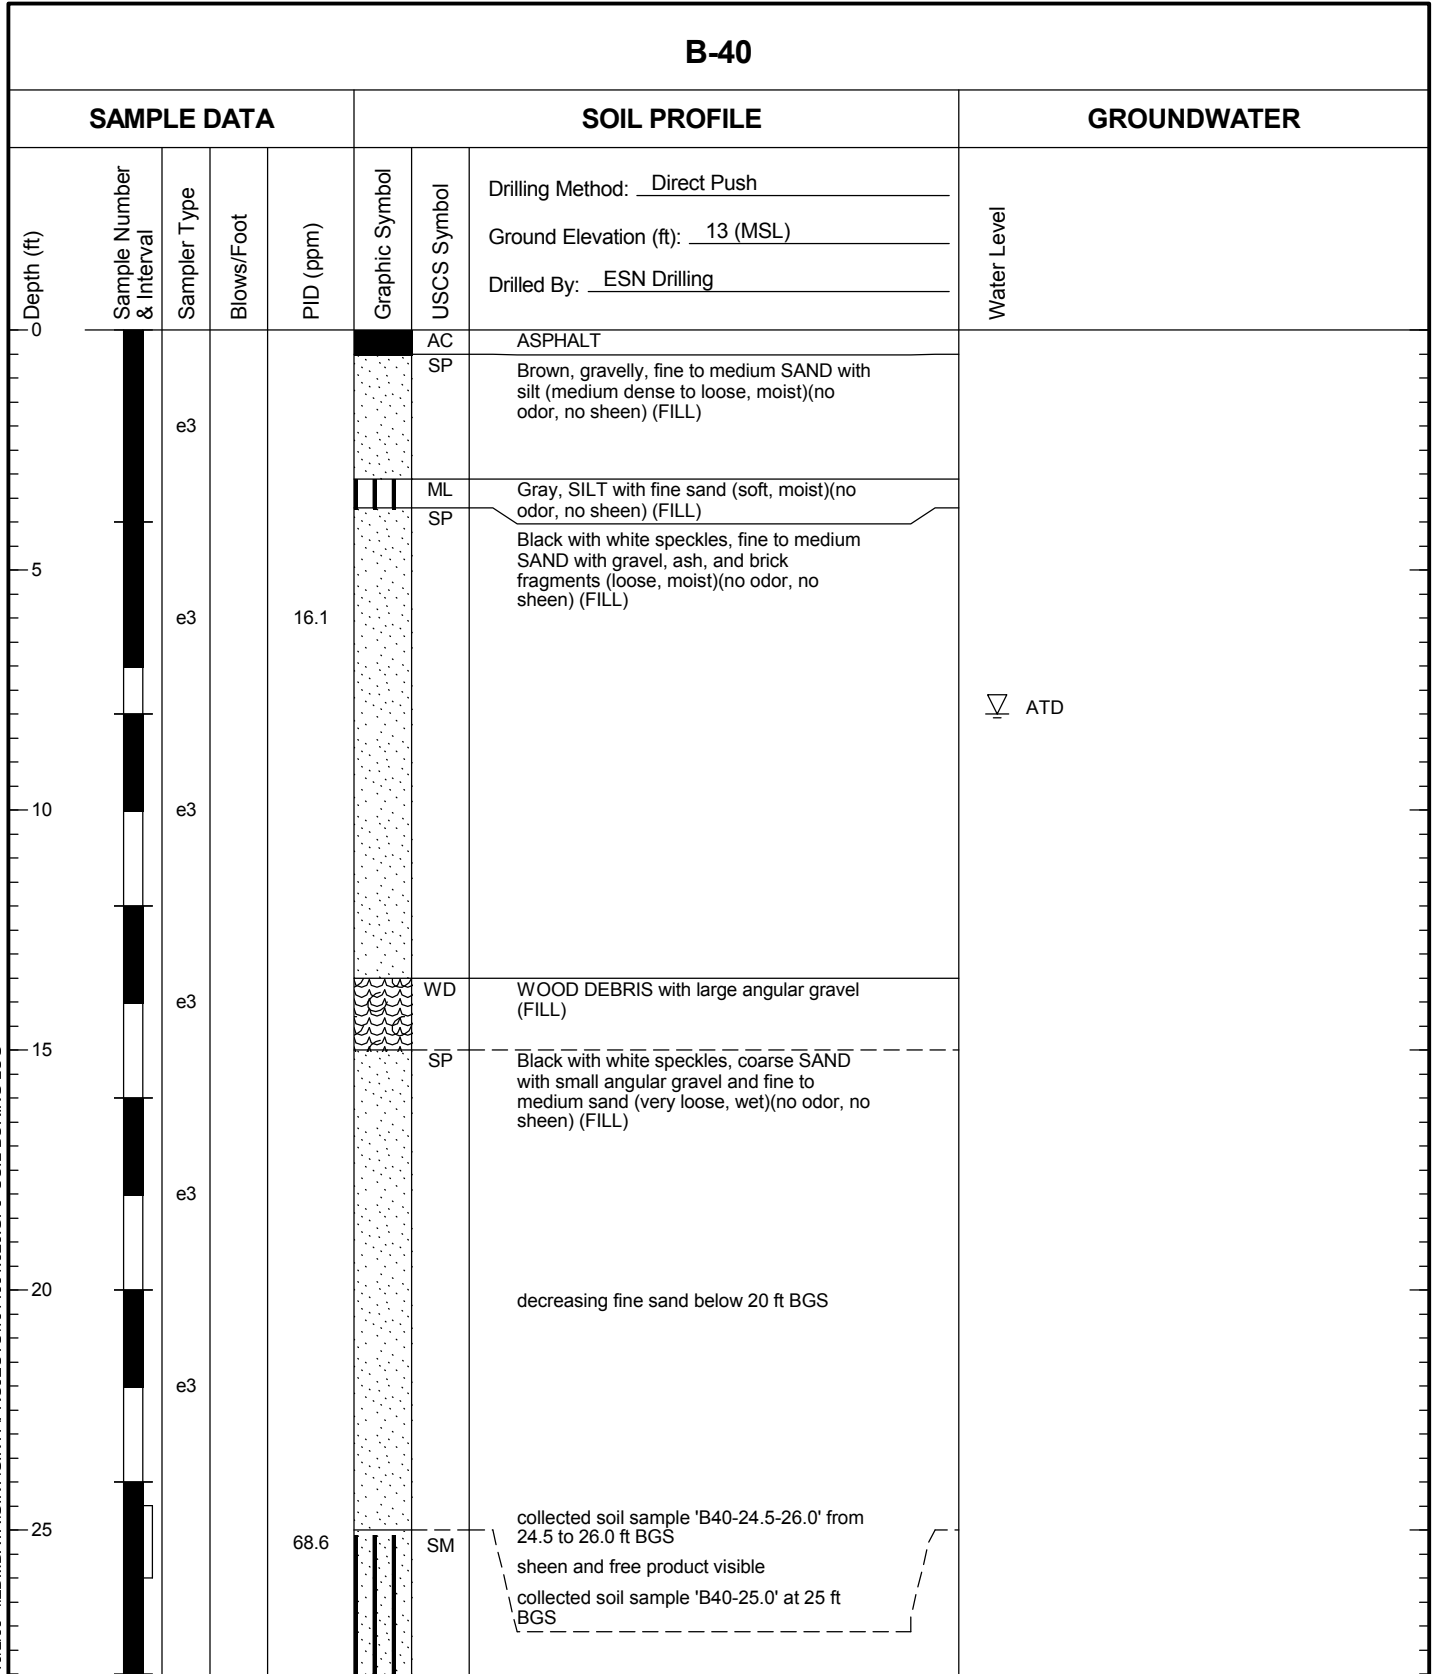 B-40
SAMPLE DATA
SOIL PROFILE
GROUNDWATER
Depth (ft)
Sample Number
& Interval
Sampler Type
Blows/Foot
PID (ppm)
Graphic Symbol
USCS Symbol
Drilling Method: Direct Push
Ground Elevation (ft): 13 (MSL)
Drilled By: ESN Drilling
Water Level
0
AC
ASPHALT
SP
Brown, gravelly, fine to medium SAND with
silt (medium dense to loose, moist)(no
odor, no sheen) (FILL)
e3
ML
Gray, SILT with fine sand (soft, moist)(no
odor, no sheen) (FILL)
SP
Black with white speckles, fine to medium
SAND with gravel, ash, and brick
fragments (loose, moist)(no odor, no
sheen) (FILL)
5
e3
16.1
ATD
10
e3
WD
WOOD DEBRIS with large angular gravel
(FILL)
e3
15
SP
Black with white speckles, coarse SAND
with small angular gravel and fine to
medium sand (very loose, wet)(no odor, no
sheen) (FILL)
e3
20
decreasing fine sand below 20 ft BGS
e3
collected soil sample 'B40-24.5-26.0' from
24.5 to 26.0 ft BGS
25
68.6
SM
sheen and free product visible
collected soil sample 'B40-25.0' at 25 ft
BGS